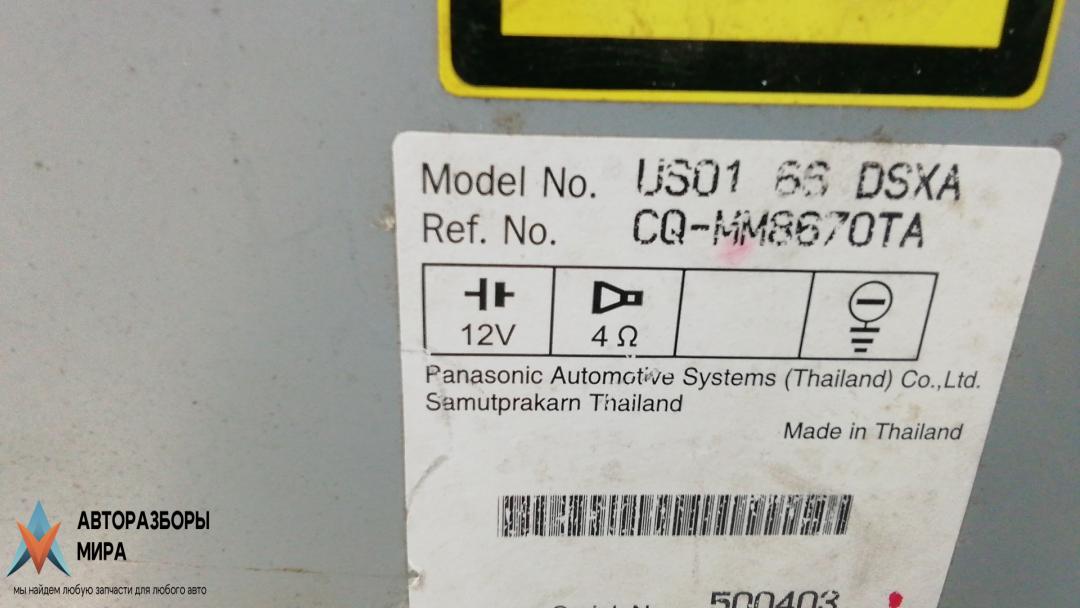 Model No. US01 66 DSXA
Ref. No. CQ-MM8670TA
12V
4 Ω
Panasonic Automotive Systems (Thailand) Co.,Ltd.
Samutprakarn Thailand
Made in Thailand
500403
АВТОРАЗБОРЫ
МИРА
мы найдем любую запчасти для любого авто